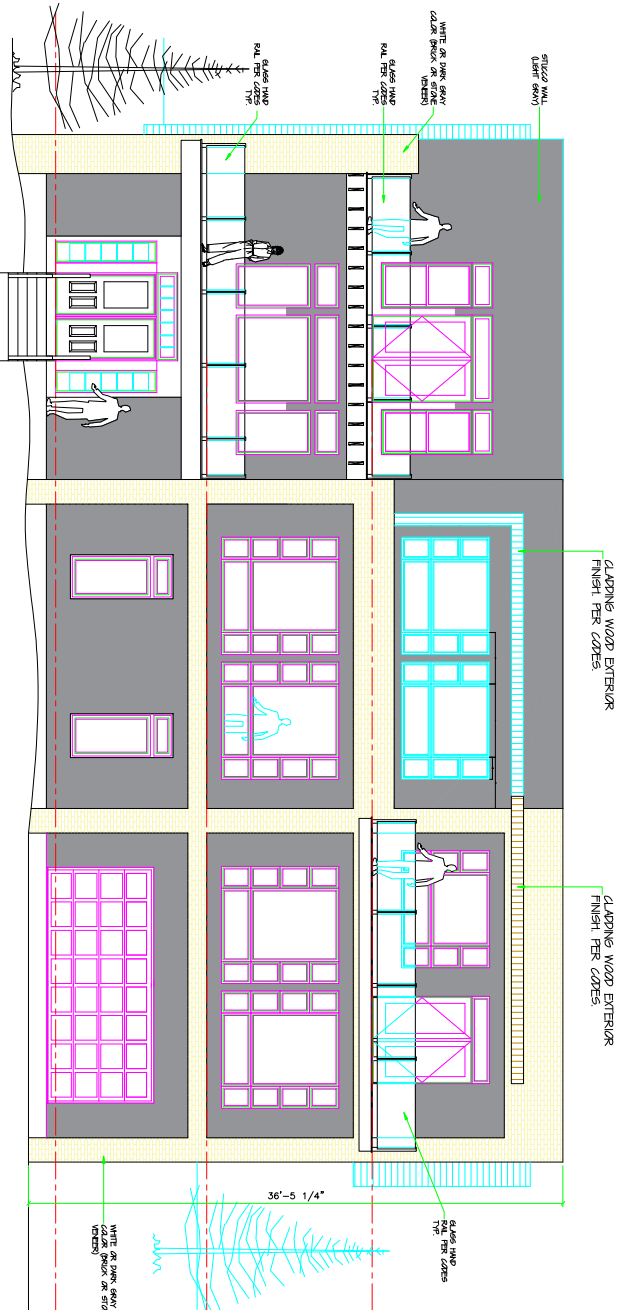 STUCCO WALL
(LIGHT GRAY)
WHITE OR DARK GRAY
COLOR (BRICK OR STONE
VENEER)
GLASS HAND
RAIL PER CODES
TYP.
GLASS HAND
RAIL PER CODES
TYP.
CLADDING WOOD EXTERIOR
FINISH. PER CODES.
CLADDING WOOD EXTERIOR
FINISH. PER CODES.
36'-5 1/4"
GLASS HAND
RAIL PER CODES
TYP.
WHITE OR DARK GRAY
COLOR (BRICK OR STO
VENEER)